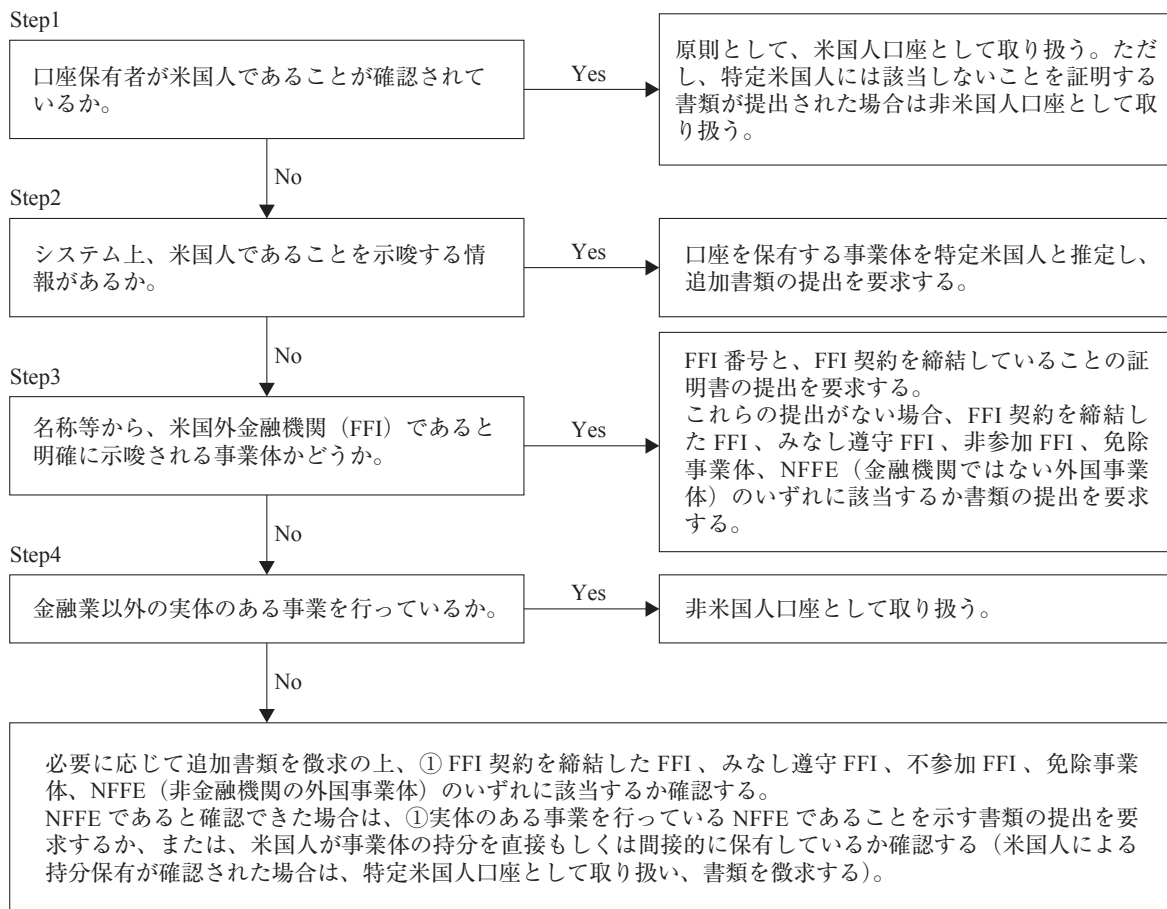 Step1
口座保有者が米国人であることが確認されて
いるか。
Yes
原則として、米国人口座として取り扱う。ただ
し、特定米国人には該当しないことを証明する
書類が提出された場合は非米国人口座として取
り扱う。
No
Step2
システム上、米国人であることを示唆する情
報があるか。
Yes
口座を保有する事業体を特定米国人と推定し、
追加書類の提出を要求する。
No
Step3
名称等から、米国外金融機関（FFI）であると
明確に示唆される事業体かどうか。
Yes
FFI 番号と、FFI 契約を締結していることの証
明書の提出を要求する。
これらの提出がない場合、FFI 契約を締結し
た FFI 、みなし遵守 FFI 、非参加 FFI 、免除
事業体、NFFE（金融機関ではない外国事業
体）のいずれに該当するか書類の提出を要求
する。
No
Step4
金融業以外の実体のある事業を行っているか。
Yes
非米国人口座として取り扱う。
No
必要に応じて追加書類を徴求の上、① FFI 契約を締結した FFI 、みなし遵守 FFI 、不参加 FFI 、免除事業
体、NFFE（非金融機関の外国事業体）のいずれに該当するか確認する。
NFFE であると確認できた場合は、①実体のある事業を行っている NFFE であることを示す書類の提出を要
求するか、または、米国人が事業体の持分を直接もしくは間接的に保有しているか確認する（米国人による
持分保有が確認された場合は、特定米国人口座として取り扱い、書類を徴求する）。